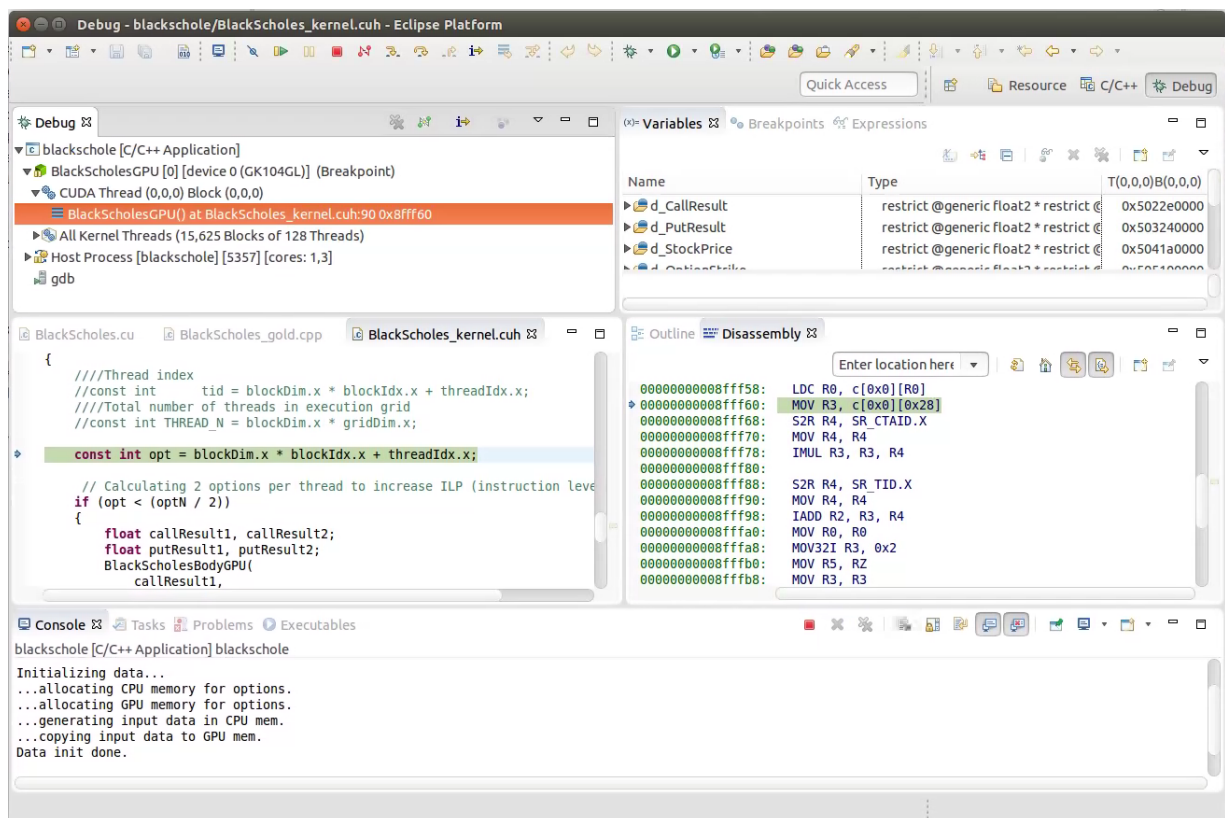 Debug - blackschole/BlackScholes_kernel.cuh - Eclipse Platform
Quick Access
Resource
C/C++
Debug
Debug
blackschole [C/C++ Application]
BlackScholesGPU [0] [device 0 (GK104GL)] (Breakpoint)
CUDA Thread (0,0,0) Block (0,0,0)
BlackScholesGPU() at BlackScholes_kernel.cuh:90 0x8fff60
All Kernel Threads (15,625 Blocks of 128 Threads)
Host Process [blackschole] [5357] [cores: 1,3]
gdb
(x)= Variables Breakpoints Expressions
Name Type T(0,0,0)B(0,0,0)
d_CallResult restrict @generic float2 * restrict @ 0x5022e0000
d_PutResult restrict @generic float2 * restrict @ 0x503240000
d_StockPrice restrict @generic float2 * restrict @ 0x5041a0000
d_OptionStrike restrict @generic float2 * restrict @ 0x505100000
BlackScholes.cu BlackScholes_gold.cpp BlackScholes_kernel.cuh
{
////Thread index
//const int      tid = blockDim.x * blockIdx.x + threadIdx.x;
////Total number of threads in execution grid
//const int THREAD_N = blockDim.x * gridDim.x;
const int opt = blockDim.x * blockIdx.x + threadIdx.x;
// Calculating 2 options per thread to increase ILP (instruction leve
if (opt < (optN / 2))
{
float callResult1, callResult2;
float putResult1, putResult2;
BlackScholesBodyGPU(
callResult1,
Outline Disassembly
Enter location here
00000000008fff58: LDC R0, c[0x0][R0]
00000000008fff60: MOV R3, c[0x0][0x28]
00000000008fff68: S2R R4, SR_CTAID.X
00000000008fff70: MOV R4, R4
00000000008fff78: IMUL R3, R3, R4
00000000008fff80:
00000000008fff88: S2R R4, SR_TID.X
00000000008fff90: MOV R4, R4
00000000008fff98: IADD R2, R3, R4
00000000008fffa0: MOV R0, R0
00000000008fffa8: MOV32I R3, 0x2
00000000008fffb0: MOV R5, RZ
00000000008fffb8: MOV R3, R3
Console Tasks Problems Executables
blackschole [C/C++ Application] blackschole
Initializing data...
...allocating CPU memory for options.
...allocating GPU memory for options.
...generating input data in CPU mem.
...copying input data to GPU mem.
Data init done.